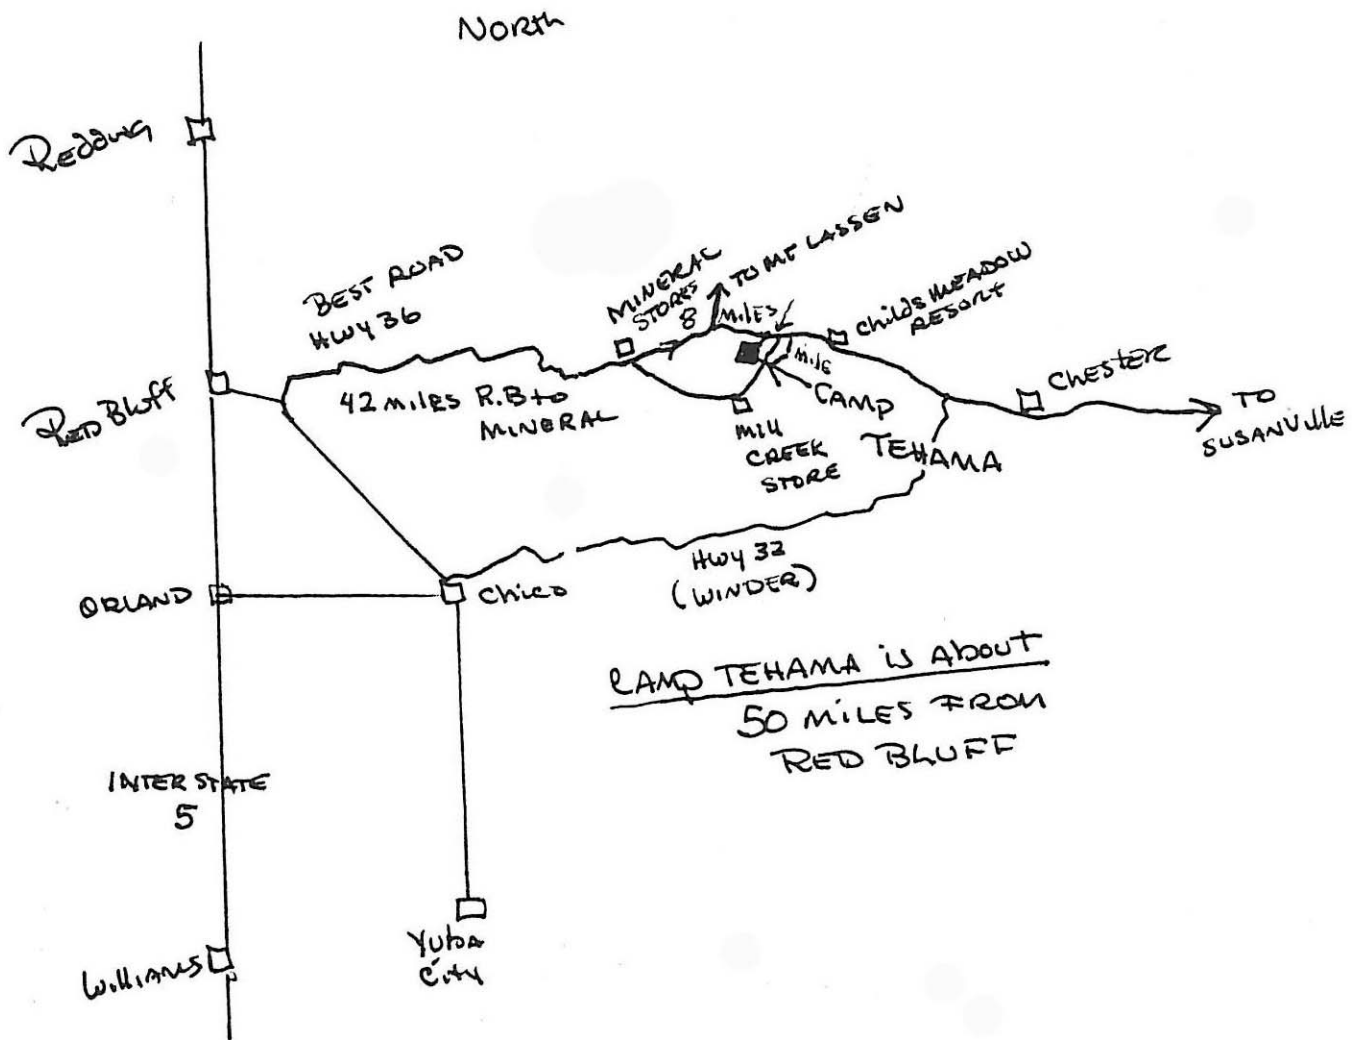 North
Redding
BEST ROAD
HWY 36
MINERAL
STORES
TO MT LASSEN
8 MILES
Childs MEADOW
RESORT
1 MILE
CHESTER
Red Bluff
42 miles R.B to
MINERAL
CAMP
TEHAMA
Mill
CREEK
STORE
TO
SUSANVILLE
HWY 32
(WINDER)
ORLAND
Chico
CAMP TEHAMA is About
50 MILES FROM
RED BLUFF
INTERSTATE
5
Yuba
City
Williams